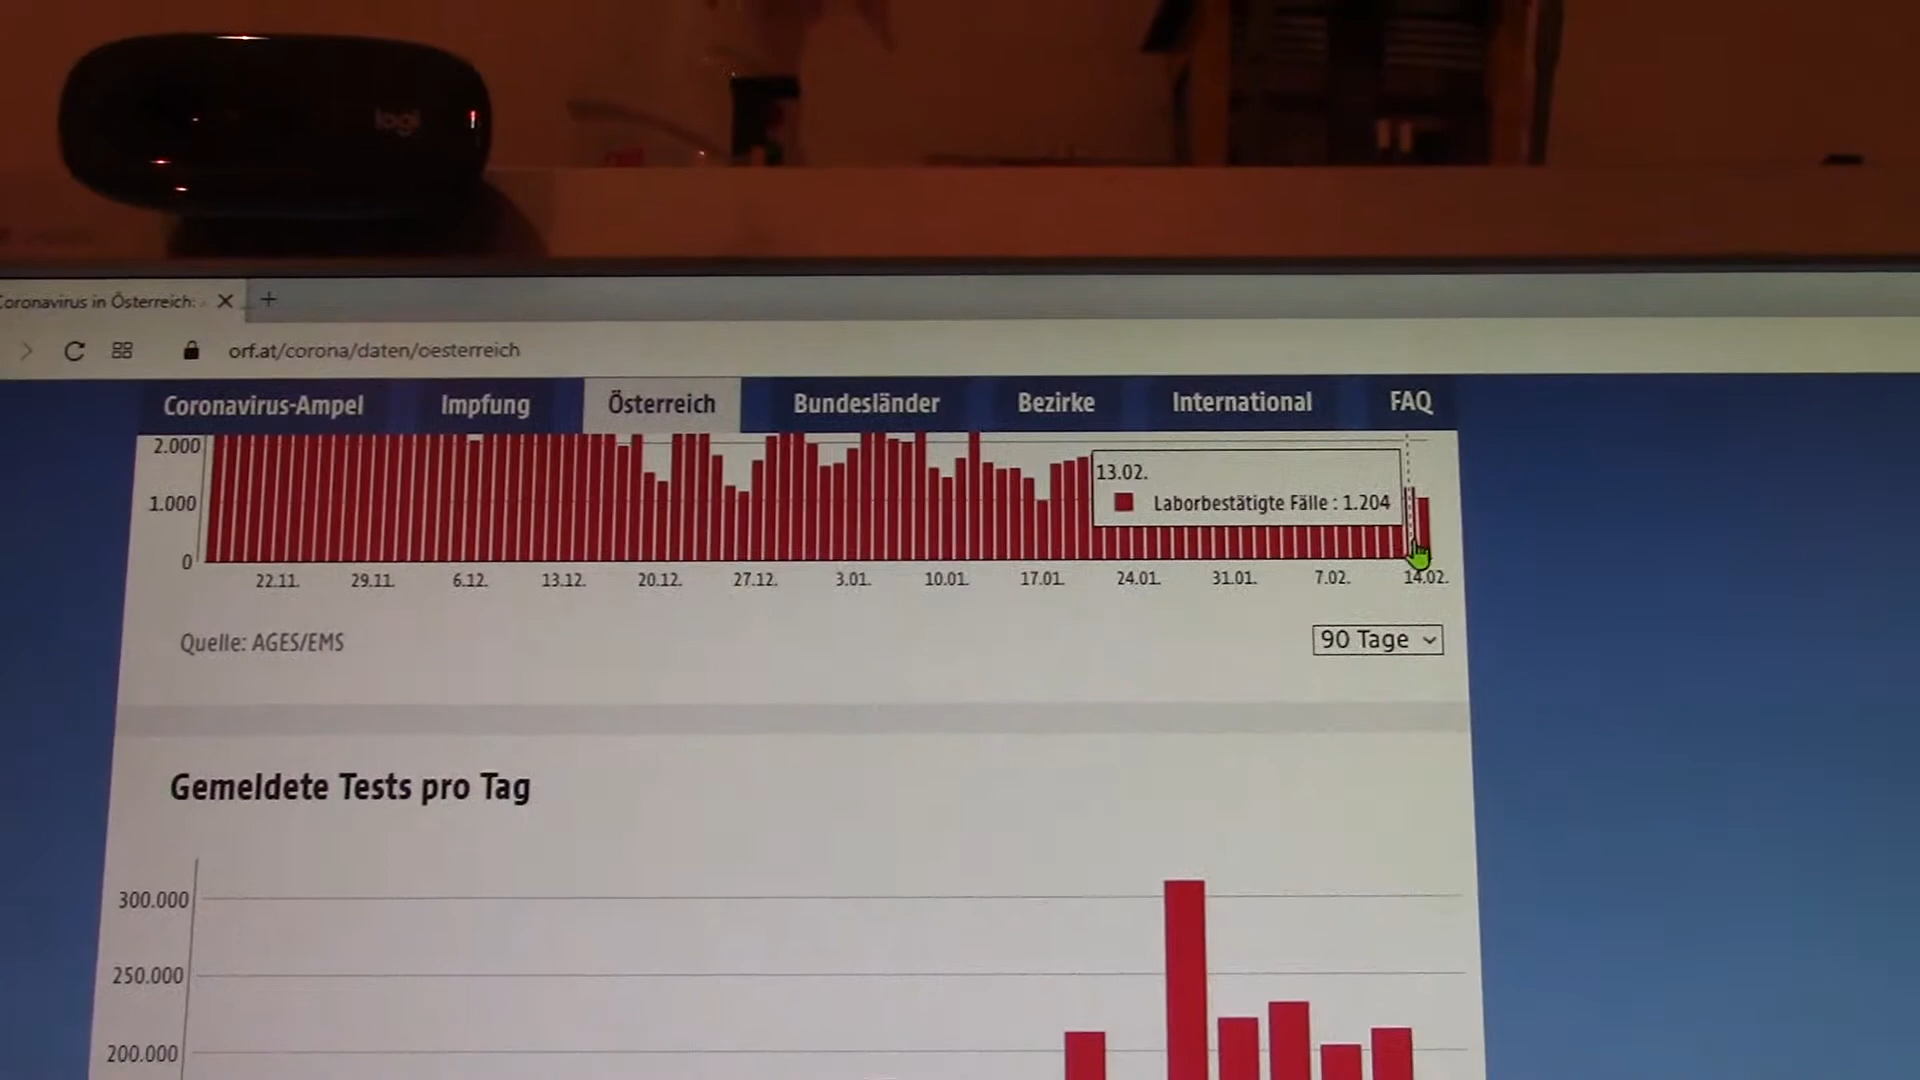 logi
Coronavirus in Österreich:
orf.at/corona/daten/oesterreich
Coronavirus-Ampel Impfung Österreich Bundesländer Bezirke International FAQ
2.000
13.02.
1.000
Laborbestätigte Fälle : 1.204
0
22.11. 29.11. 6.12. 13.12. 20.12. 27.12. 3.01. 10.01. 17.01. 24.01. 31.01. 7.02. 14.02.
Quelle: AGES/EMS
90 Tage
Gemeldete Tests pro Tag
300.000
250.000
200.000